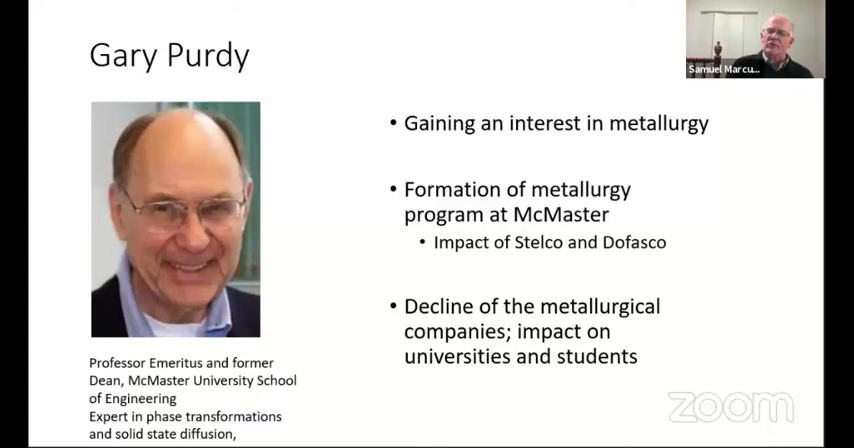 Gary Purdy
Samuel Marcu...
• Gaining an interest in metallurgy
• Formation of metallurgy
program at McMaster
• Impact of Stelco and Dofasco
• Decline of the metallurgical
companies; impact on
universities and students
Professor Emeritus and former
Dean, McMaster University School
of Engineering
Expert in phase transformations
and solid state diffusion,
zoom